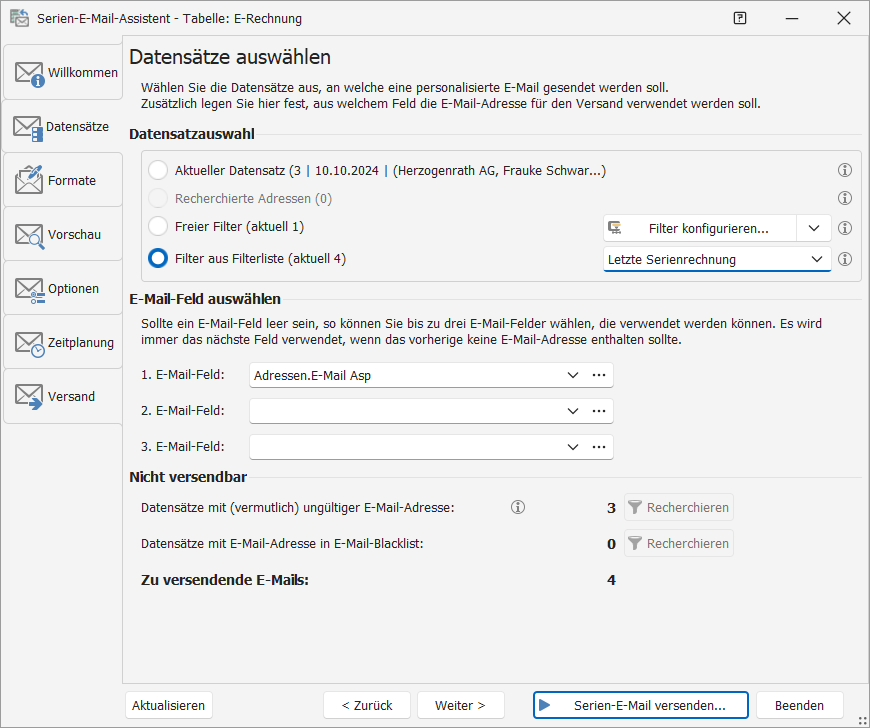 Serien-E-Mail-Assistent - Tabelle: E-Rechnung
Willkommen
Datensätze
Formate
Vorschau
Optionen
Zeitplanung
Versand
Datensätze auswählen
Wählen Sie die Datensätze aus, an welche eine personalisierte E-Mail gesendet werden soll.
Zusätzlich legen Sie hier fest, aus welchem Feld die E-Mail-Adresse für den Versand verwendet werden soll.
Datensatzauswahl
Aktueller Datensatz (3 | 10.10.2024 | (Herzogenrath AG, Frauke Schwar...)
Recherchierte Adressen (0)
Freier Filter (aktuell 1) Filter konfigurieren...
Filter aus Filterliste (aktuell 4) Letzte Serienrechnung
E-Mail-Feld auswählen
Sollte ein E-Mail-Feld leer sein, so können Sie bis zu drei E-Mail-Felder wählen, die verwendet werden können. Es wird
immer das nächste Feld verwendet, wenn das vorherige keine E-Mail-Adresse enthalten sollte.
1. E-Mail-Feld: Adressen.E-Mail Asp
2. E-Mail-Feld:
3. E-Mail-Feld:
Nicht versendbar
Datensätze mit (vermutlich) ungültiger E-Mail-Adresse: 3 Recherchieren
Datensätze mit E-Mail-Adresse in E-Mail-Blacklist: 0 Recherchieren
Zu versendende E-Mails: 4
Aktualisieren < Zurück Weiter > Serien-E-Mail versenden... Beenden